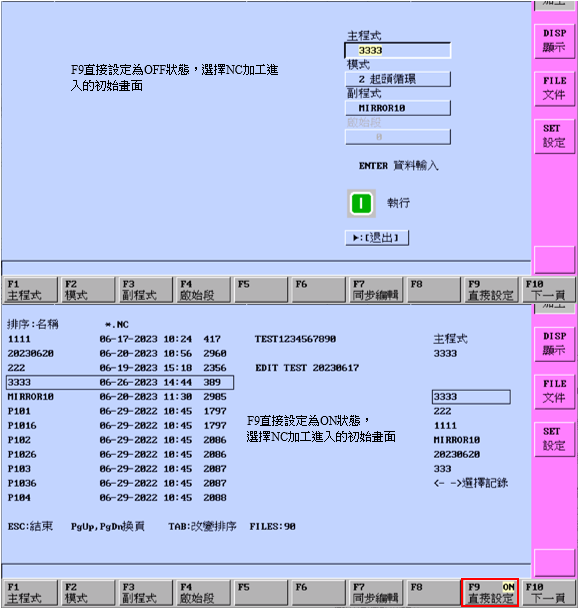 加工
DISP
顯示
FILE
文件
SET
設定
主程式
3333
模式
2 起頭循環
副程式
MIRROR10
啟始段
0
ENTER 資料輸入
執行
►:[退出]
F9直接設定為OFF狀態,選擇NC加工進
入的初始畫面
F1 F2 F3 F4 F5 F6 F7 F8 F9 F10
主程式 模式 副程式 啟始段 同步編輯 直接設定 下一頁
加工
DISP
顯示
FILE
文件
SET
設定
排序:名稱 *.NC
1111 06-17-2023 10:24 417 TEST1234567890 主程式
20230620 06-20-2023 10:56 2960 3333
222 06-19-2023 15:18 2356 EDIT TEST 20230617
3333 06-26-2023 14:44 389
MIRROR10 06-20-2023 11:30 2985 3333
P101 06-29-2022 10:45 1797 222
P1016 06-29-2022 10:45 1797 1111
P102 06-29-2022 10:45 2086 MIRROR10
P1026 06-29-2022 10:45 2086 20230620
P103 06-29-2022 10:45 2087 333
P1036 06-29-2022 10:45 2087 <- ->選擇記錄
P104 06-29-2022 10:45 2088
F9直接設定為ON狀態,
選擇NC加工進入的初始畫面
ESC:結束 PgUp,PgDn換頁 TAB:改變排序 FILES:90
F1 F2 F3 F4 F5 F6 F7 F8 F9 ON F10
主程式 模式 副程式 啟始段 同步編輯 直接設定 下一頁